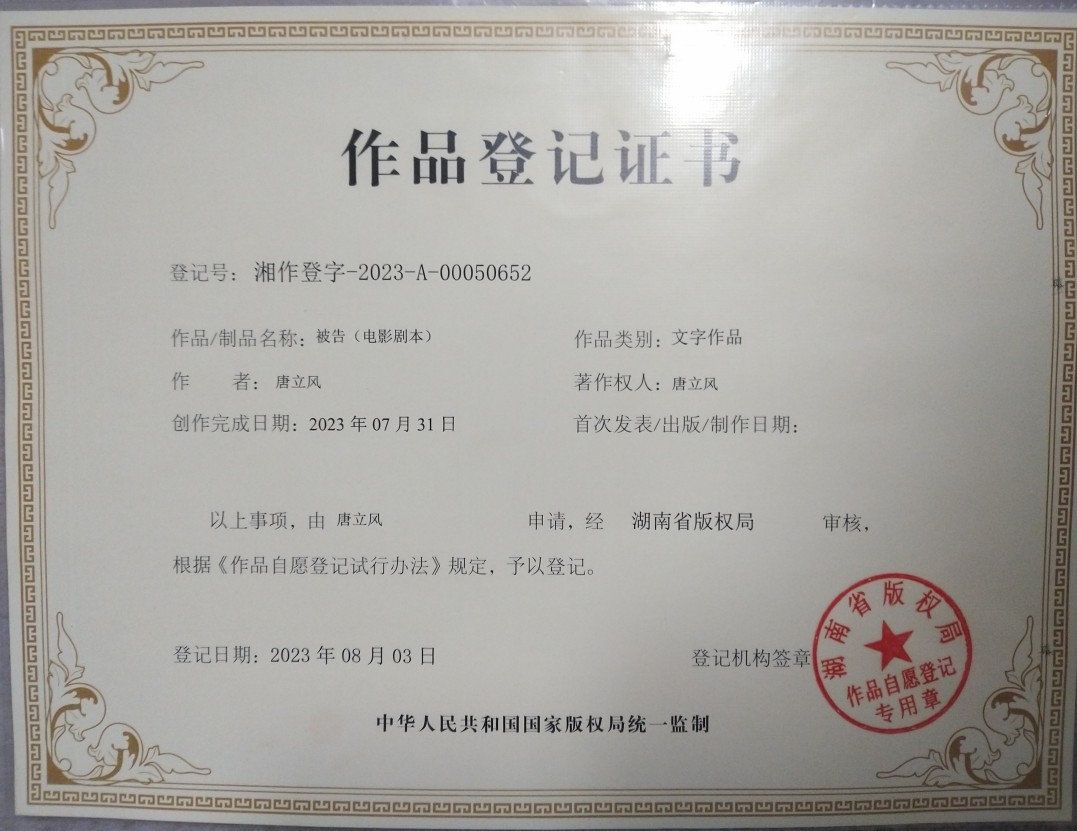 作品登记证书
登记号：湘作登字-2023-A-00050652
作品/制品名称：被告（电影剧本） 作品类别：文字作品
作 者：唐立风 著作权人：唐立风
创作完成日期：2023 年 07 月 31 日 首次发表/出版/制作日期：
以上事项，由 唐立风 申请，经 湖南省版权局 审核，
根据《作品自愿登记试行办法》规定，予以登记。
登记日期：2023 年 08 月 03 日 登记机构签章
湖南省版权局
作品自愿登记
专用章
中华人民共和国国家版权局统一监制